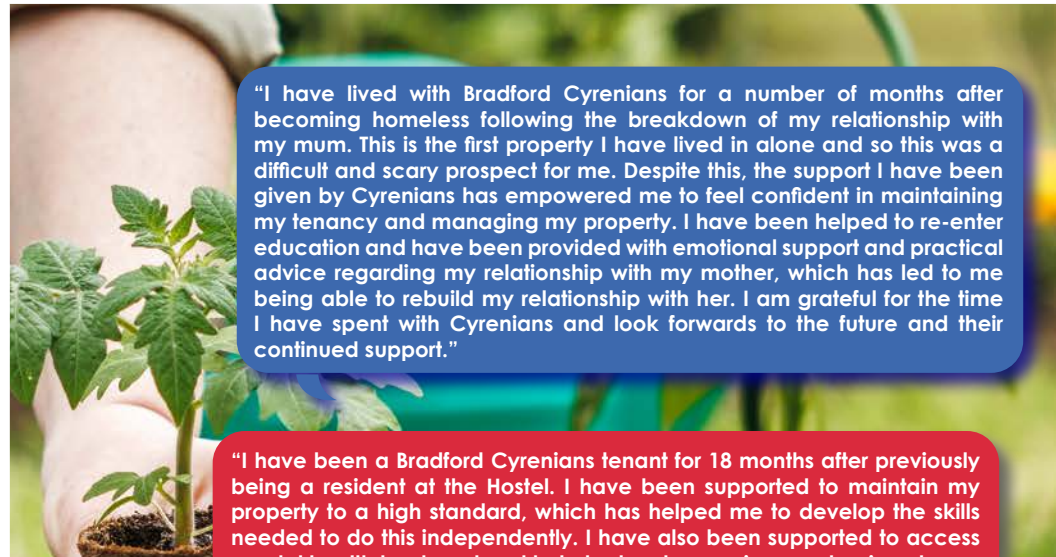 “I have lived with Bradford Cyrenians for a number of months after
becoming homeless following the breakdown of my relationship with
my mum. This is the first property I have lived in alone and so this was a
difficult and scary prospect for me. Despite this, the support I have been
given by Cyrenians has empowered me to feel confident in maintaining
my tenancy and managing my property. I have been helped to re-enter
education and have been provided with emotional support and practical
advice regarding my relationship with my mother, which has led to me
being able to rebuild my relationship with her. I am grateful for the time
I have spent with Cyrenians and look forwards to the future and their
continued support.”
“I have been a Bradford Cyrenians tenant for 18 months after previously
being a resident at the Hostel. I have been supported to maintain my
property to a high standard, which has helped me to develop the skills
needed to do this independently. I have also been supported to access